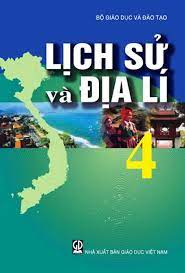 BỘ GIÁO DỤC VÀ ĐÀO TẠO
LỊCH SỬ
và ĐỊA LÍ
4
NHÀ XUẤT BẢN GIÁO DỤC VIỆT NAM